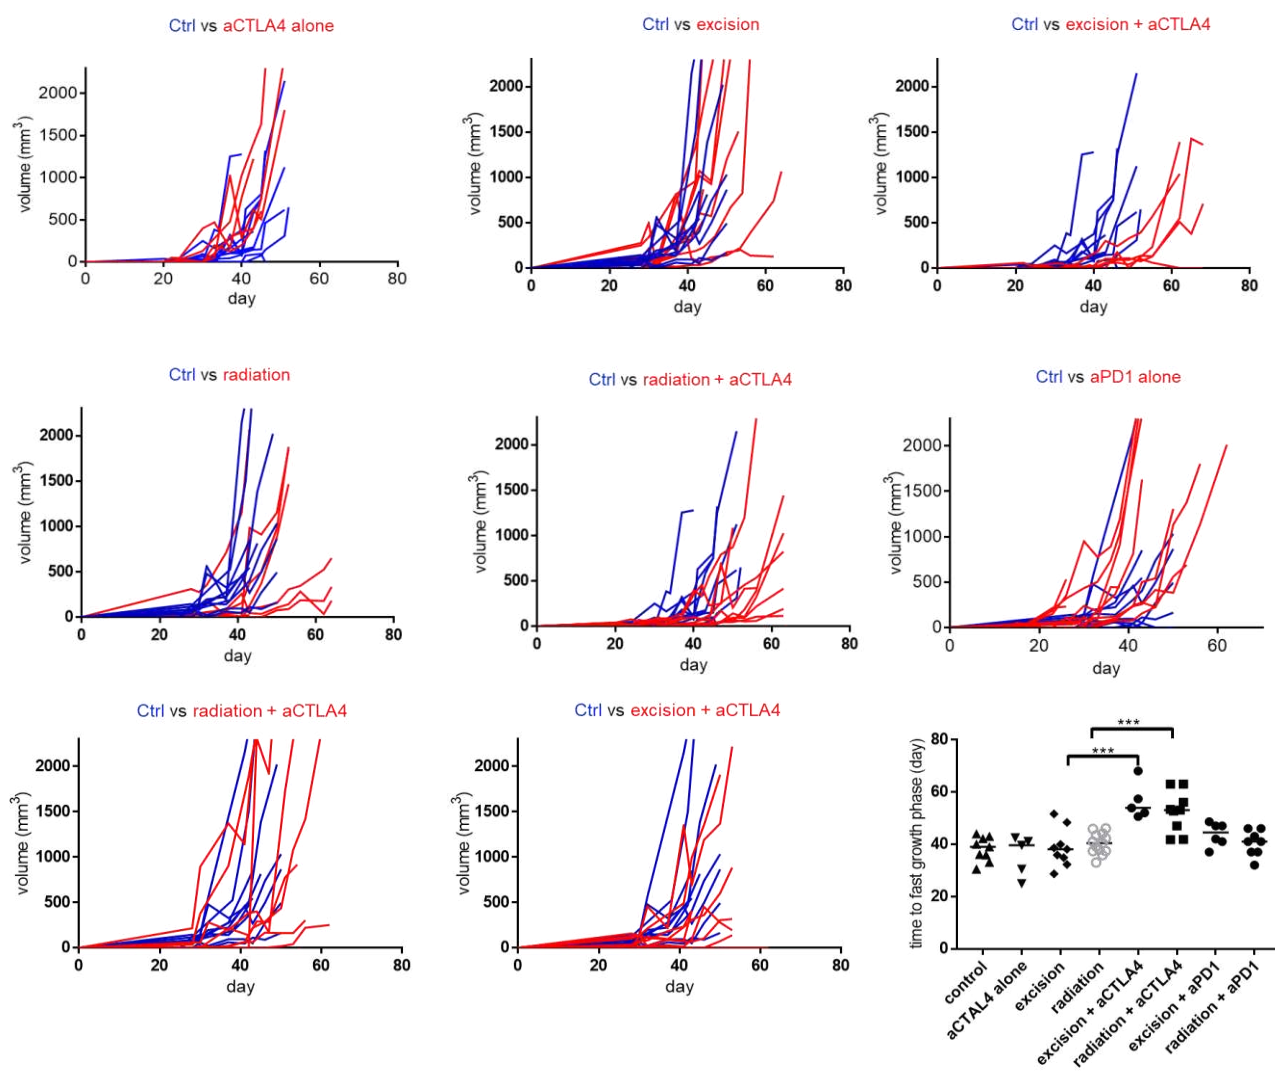 Ctrl vs aCTLA4 alone
volume (mm3)
2000
1500
1000
500
0
0 20 40 60 80
day
Ctrl vs excision
volume (mm3)
2000
1500
1000
500
0
0 20 40 60 80
day
Ctrl vs excision + aCTLA4
volume (mm3)
2000
1500
1000
500
0
0 20 40 60 80
day
Ctrl vs radiation
volume (mm3)
2000
1500
1000
500
0
0 20 40 60 80
day
Ctrl vs radiation + aCTLA4
volume (mm3)
2000
1500
1000
500
0
0 20 40 60 80
day
Ctrl vs aPD1 alone
volume (mm3)
2000
1500
1000
500
0
0 20 40 60
day
Ctrl vs radiation + aCTLA4
volume (mm3)
2000
1500
1000
500
0
0 20 40 60 80
day
Ctrl vs excision + aCTLA4
volume (mm3)
2000
1500
1000
500
0
0 20 40 60 80
day
time to fast growth phase (day)
80
60
40
20
0
***
***
control
aCTAL4 alone
excision
radiation
excision + aCTLA4
radiation + aCTLA4
excision + aPD1
radiation + aPD1